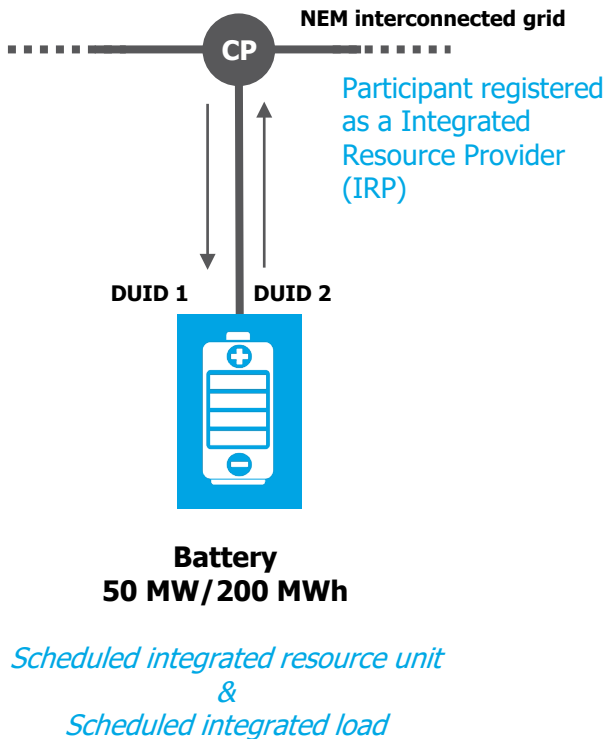 NEM interconnected grid
CP
Participant registered
as a Integrated
Resource Provider
(IRP)
DUID 1
DUID 2
Battery
50 MW/200 MWh
Scheduled integrated resource unit
&
Scheduled integrated load